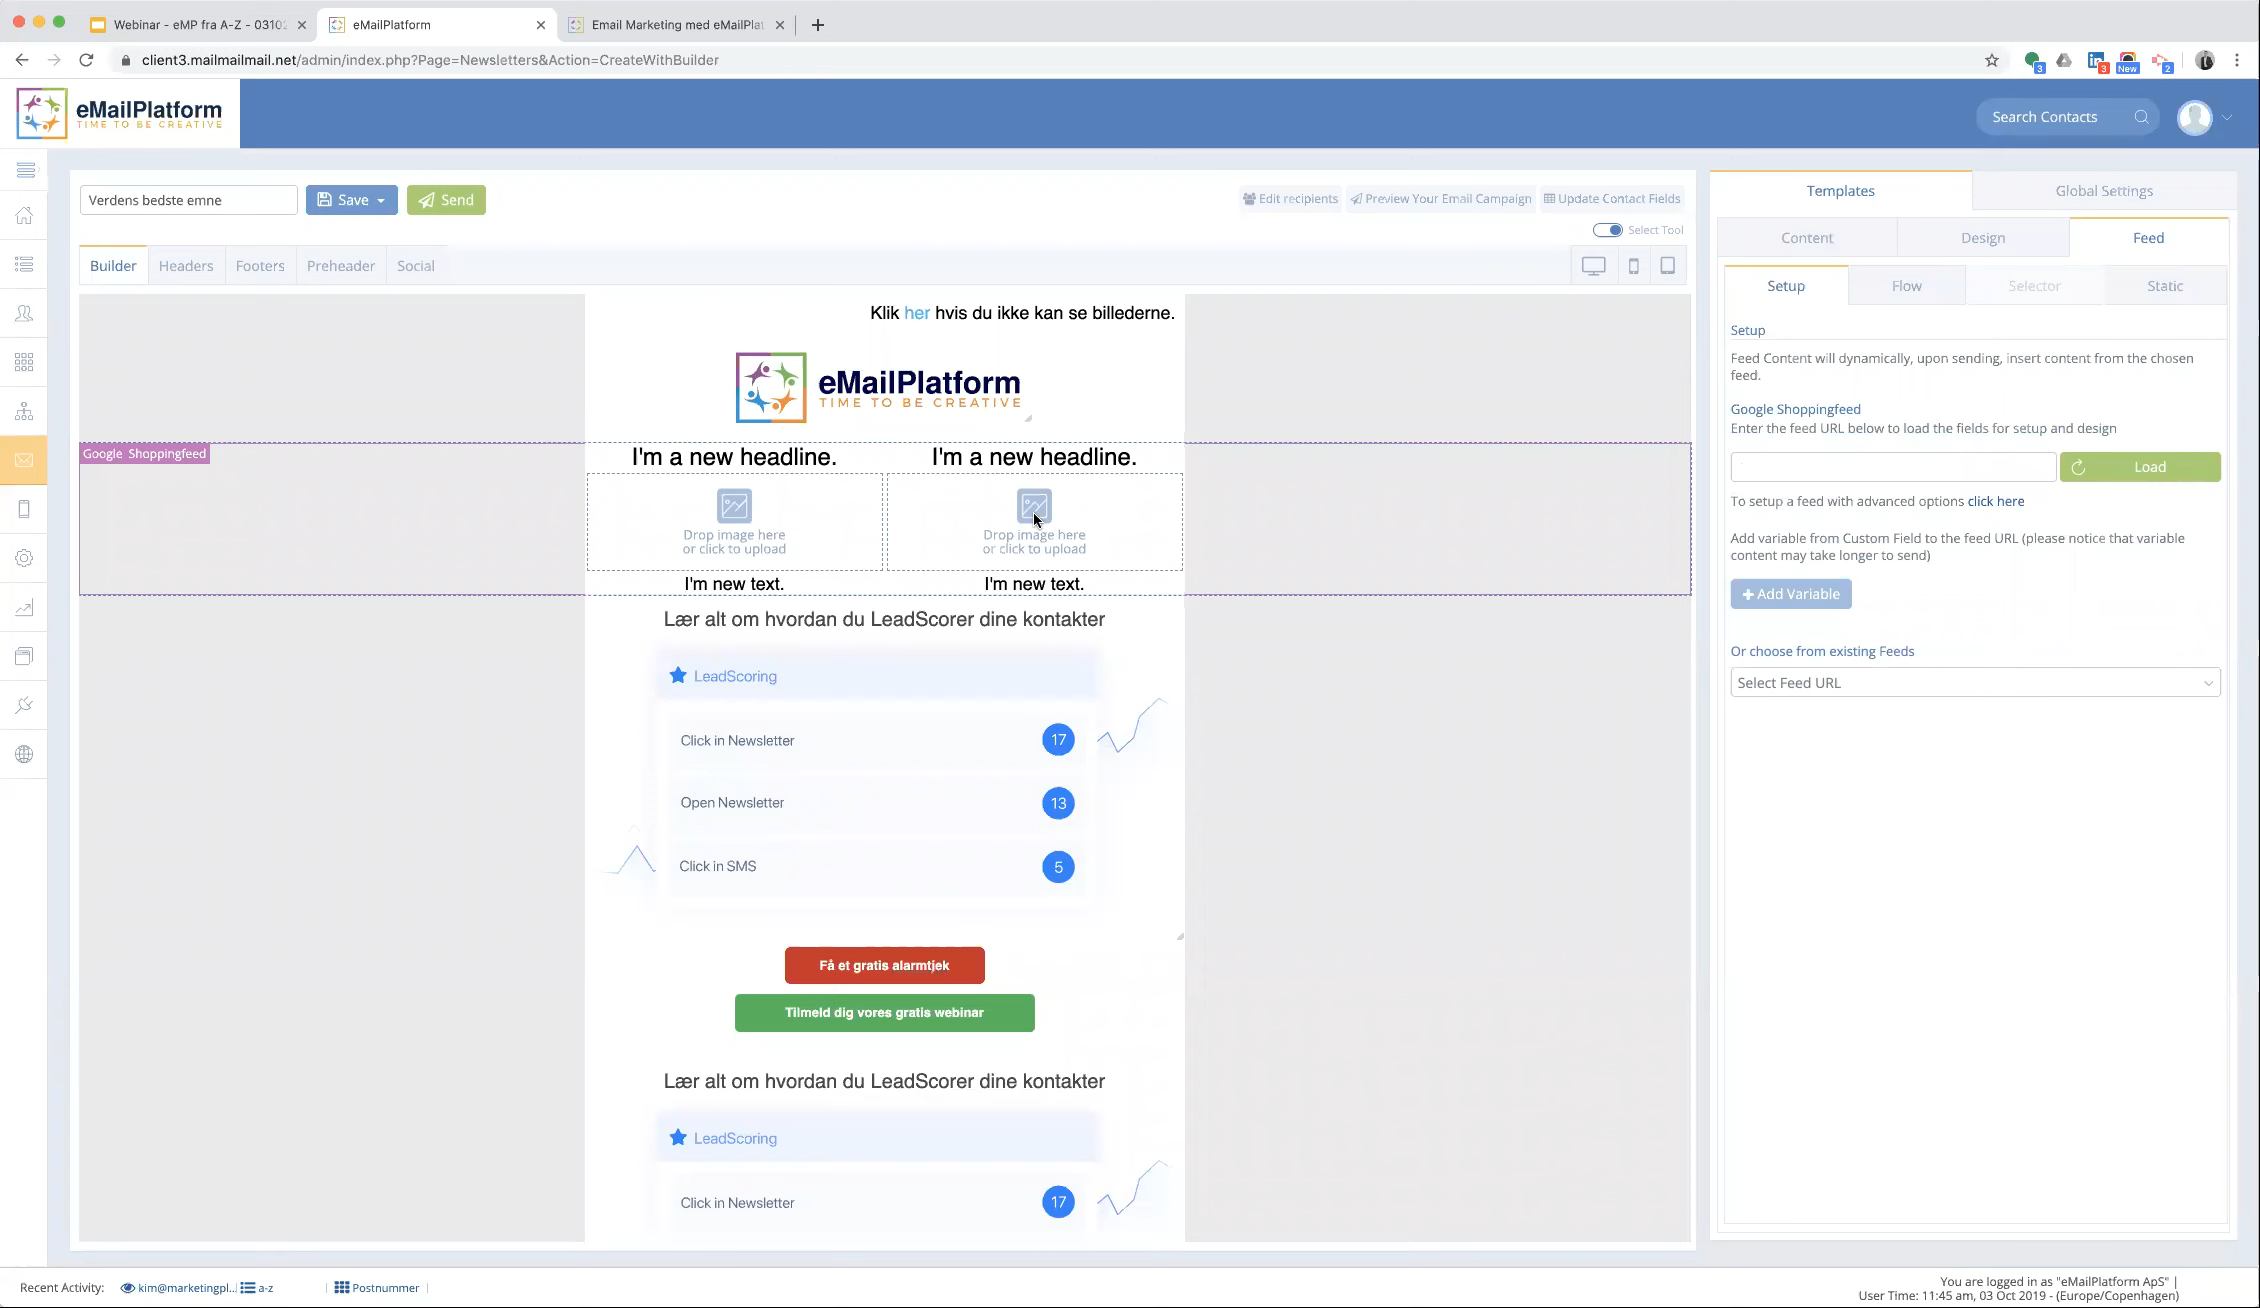 Webinar - eMP fra A-Z - 0310
eMailPlatform
Email Marketing med eMailPlat
client3.mailmailmail.net/admin/index.php?Page=Newsletters&Action=CreateWithBuilder
3
3
New
2
eMailPlatform
TIME TO BE CREATIVE
Search Contacts
Verdens bedste emne
Save
Send
Edit recipients
Preview Your Email Campaign
Update Contact Fields
Select Tool
Builder
Headers
Footers
Preheader
Social
Klik her hvis du ikke kan se billederne.
eMailPlatform
TIME TO BE CREATIVE
Google Shoppingfeed
I'm a new headline.
I'm a new headline.
Drop image here
or click to upload
Drop image here
or click to upload
I'm new text.
I'm new text.
Lær alt om hvordan du LeadScorer dine kontakter
LeadScoring
Click in Newsletter
17
Open Newsletter
13
Click in SMS
5
Få et gratis alarmtjek
Tilmeld dig vores gratis webinar
Lær alt om hvordan du LeadScorer dine kontakter
LeadScoring
Click in Newsletter
17
Templates
Global Settings
Content
Design
Feed
Setup
Flow
Selector
Static
Setup
Feed Content will dynamically, upon sending, insert content from the chosen
feed.
Google Shoppingfeed
Enter the feed URL below to load the fields for setup and design
Load
To setup a feed with advanced options click here
Add variable from Custom Field to the feed URL (please notice that variable
content may take longer to send)
Add Variable
Or choose from existing Feeds
Select Feed URL
Recent Activity:
kim@marketingpl...
a-z
Postnummer
You are logged in as "eMailPlatform ApS" |
User Time: 11:45 am, 03 Oct 2019 - (Europe/Copenhagen)